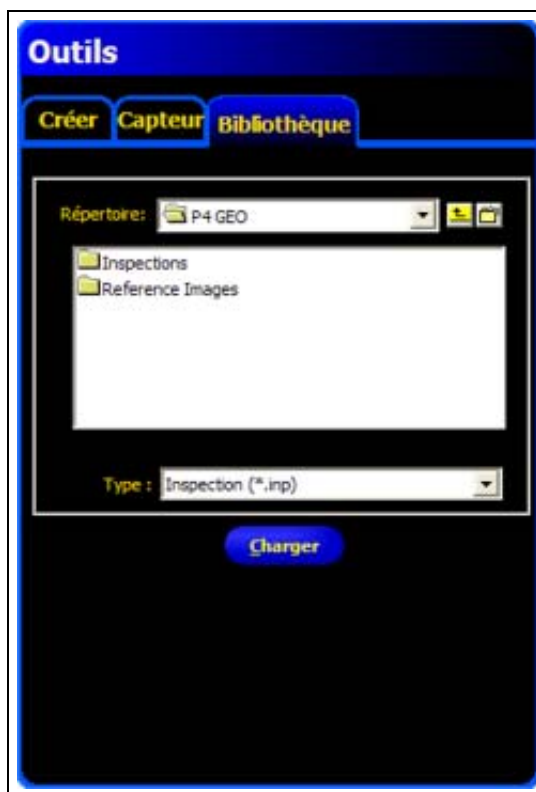 Outils
Créer Capteur Bibliothèque
Répertoire: P4 GEO
Inspections
Reference Images
Type : Inspection (*.inp)
Charger